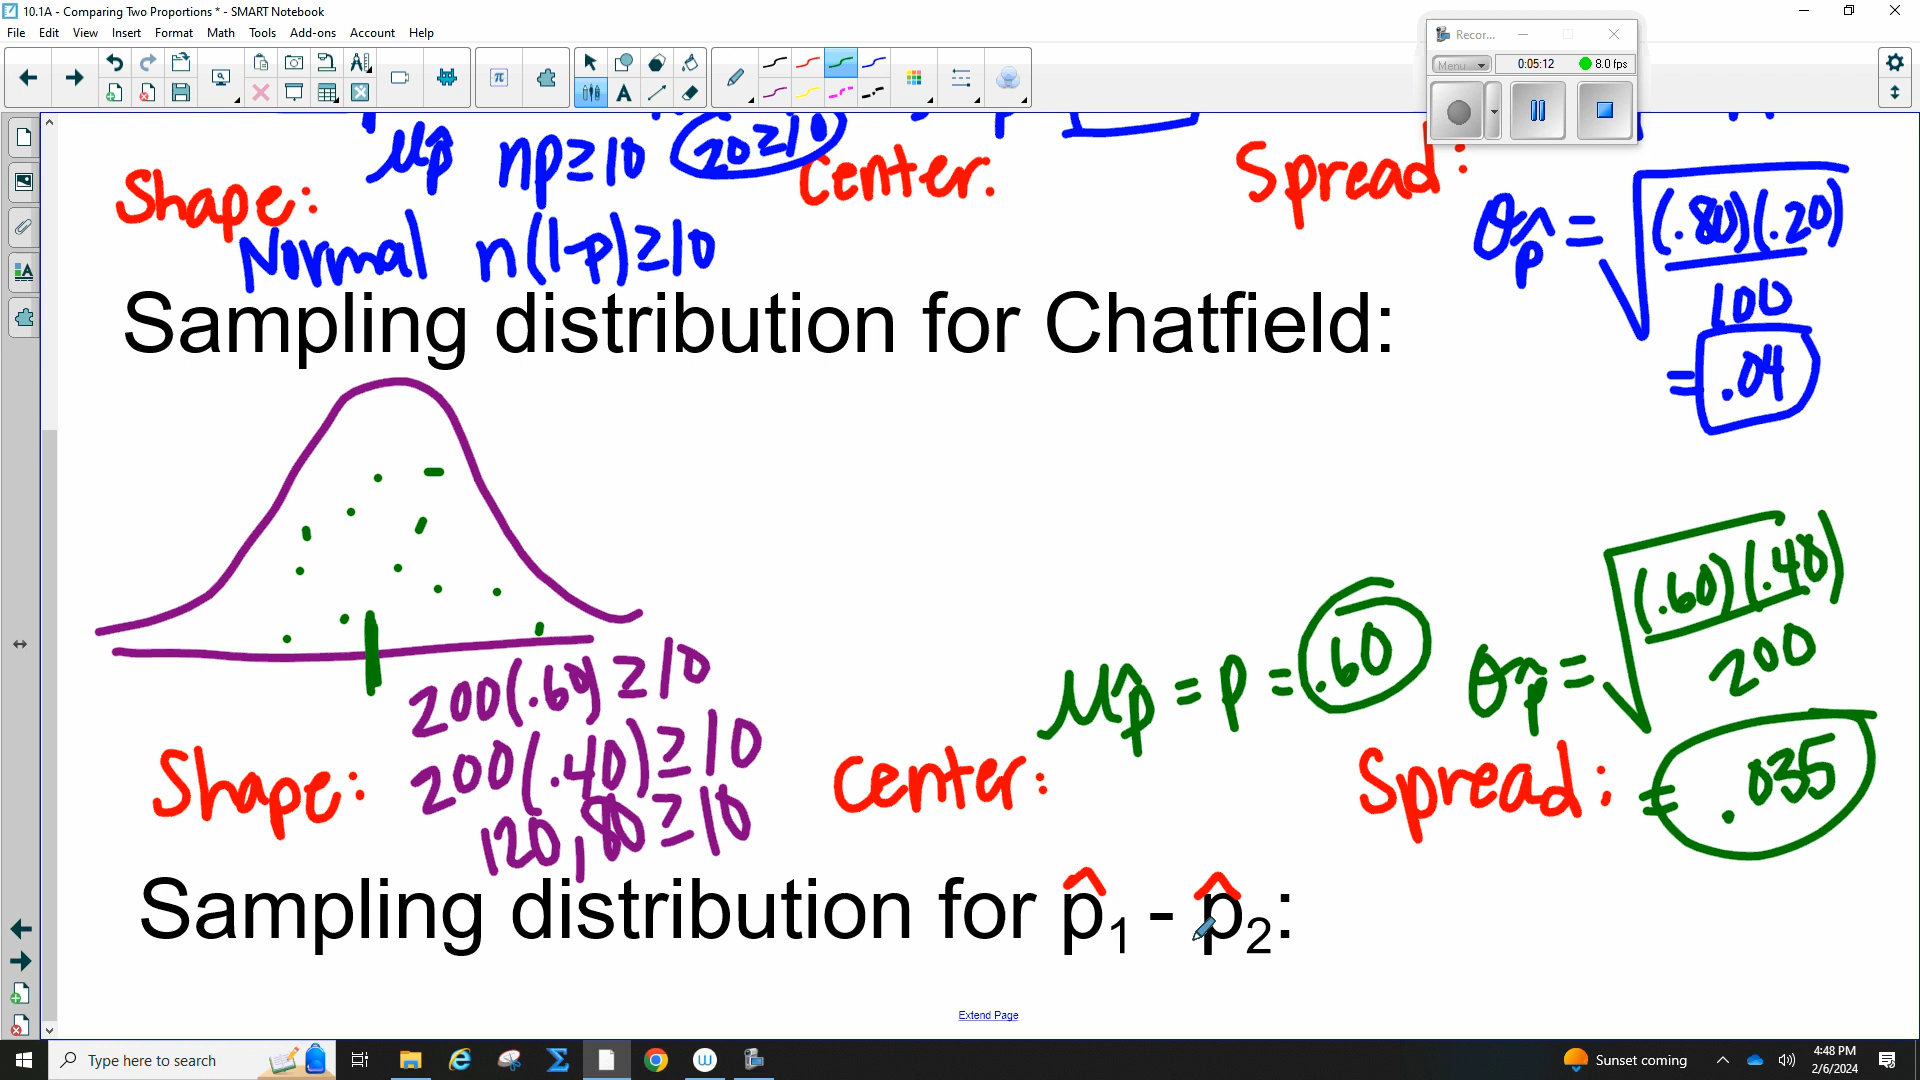 10.1A - Comparing Two Proportions * - SMART Notebook
File Edit View Insert Format Math Tools Add-ons Account Help
Recor...
Menu 0:05:12 8.0 fps
μp̂ np≥10 20≥10
Shape: Center: Spread:
Normal n(1-p)≥10
σp̂ = √(.80)(.20)
100
= .04
Sampling distribution for Chatfield:
200(.60) ≥10
200(.40)≥10
120,80≥10
μp̂ = p = .60
σp̂ = √(.60)(.40)
200
= .035
Shape: Center: Spread:
Sampling distribution for p̂₁ - p̂₂:
Extend Page
Type here to search
Sunset coming
4:48 PM
2/6/2024